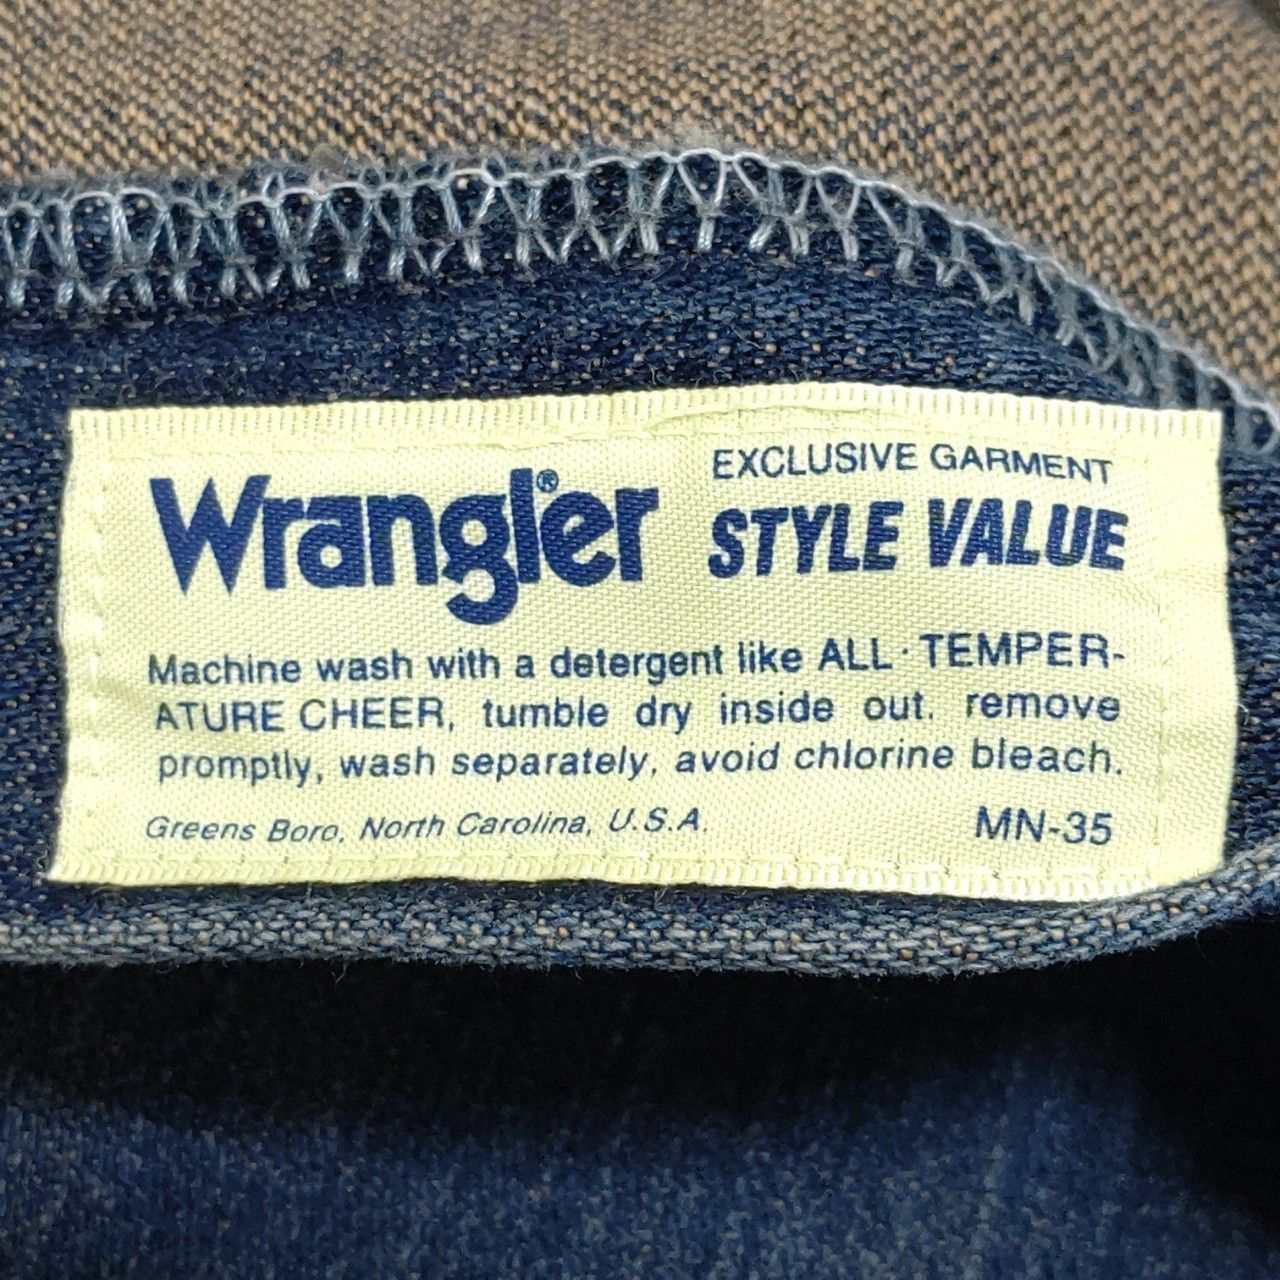 Wrangler®
EXCLUSIVE GARMENT
STYLE VALUE
Machine wash with a detergent like ALL·TEMPER-
ATURE CHEER, tumble dry inside out. remove
promptly, wash separately, avoid chlorine bleach.
Greens Boro, North Carolina, U.S.A.
MN-35